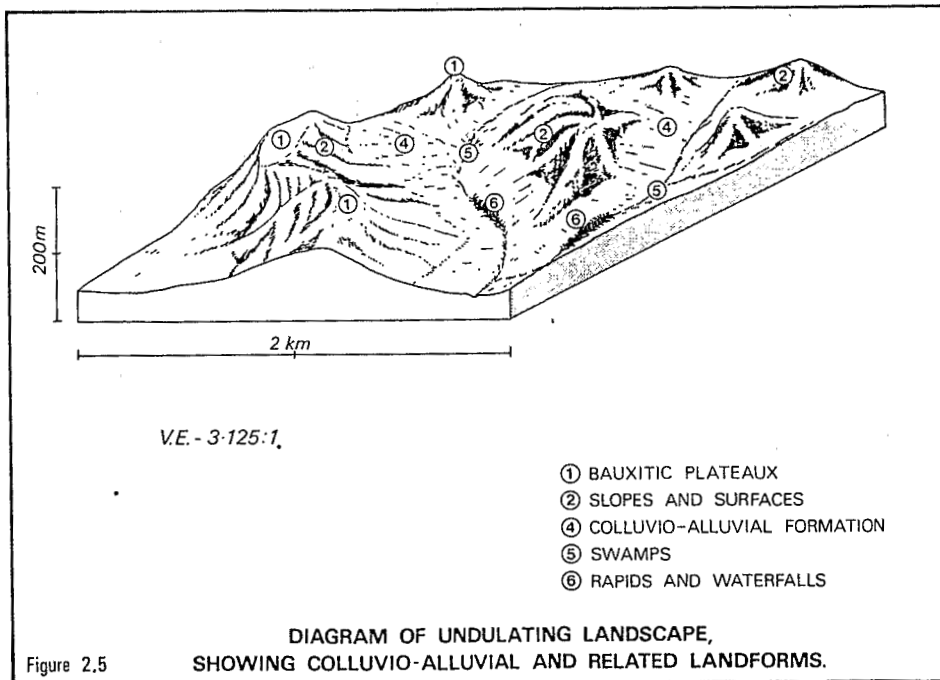 ①
②
①
②
④
④
②
⑤
①
⑤
⑥
⑥
200m
2 km
V.E. - 3·125:1.
① BAUXITIC PLATEAUX
② SLOPES AND SURFACES
④ COLLUVIO-ALLUVIAL FORMATION
⑤ SWAMPS
⑥ RAPIDS AND WATERFALLS
DIAGRAM OF UNDULATING LANDSCAPE,
Figure 2.5 SHOWING COLLUVIO-ALLUVIAL AND RELATED LANDFORMS.